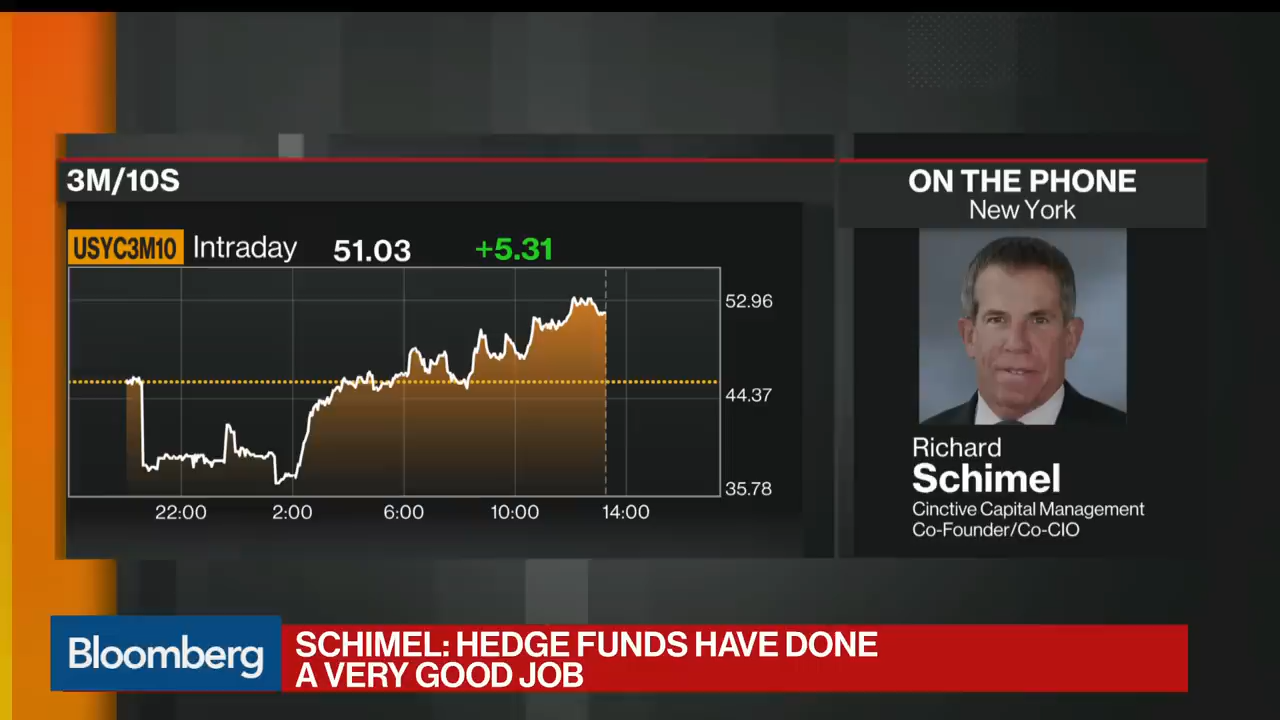 3M/10S
USYC3M10 Intraday 51.03 +5.31
52.96
44.37
35.78
22:00 2:00 6:00 10:00 14:00
ON THE PHONE
New York
Richard
Schimel
Cinctive Capital Management
Co-Founder/Co-CIO
Bloomberg
SCHIMEL: HEDGE FUNDS HAVE DONE
A VERY GOOD JOB